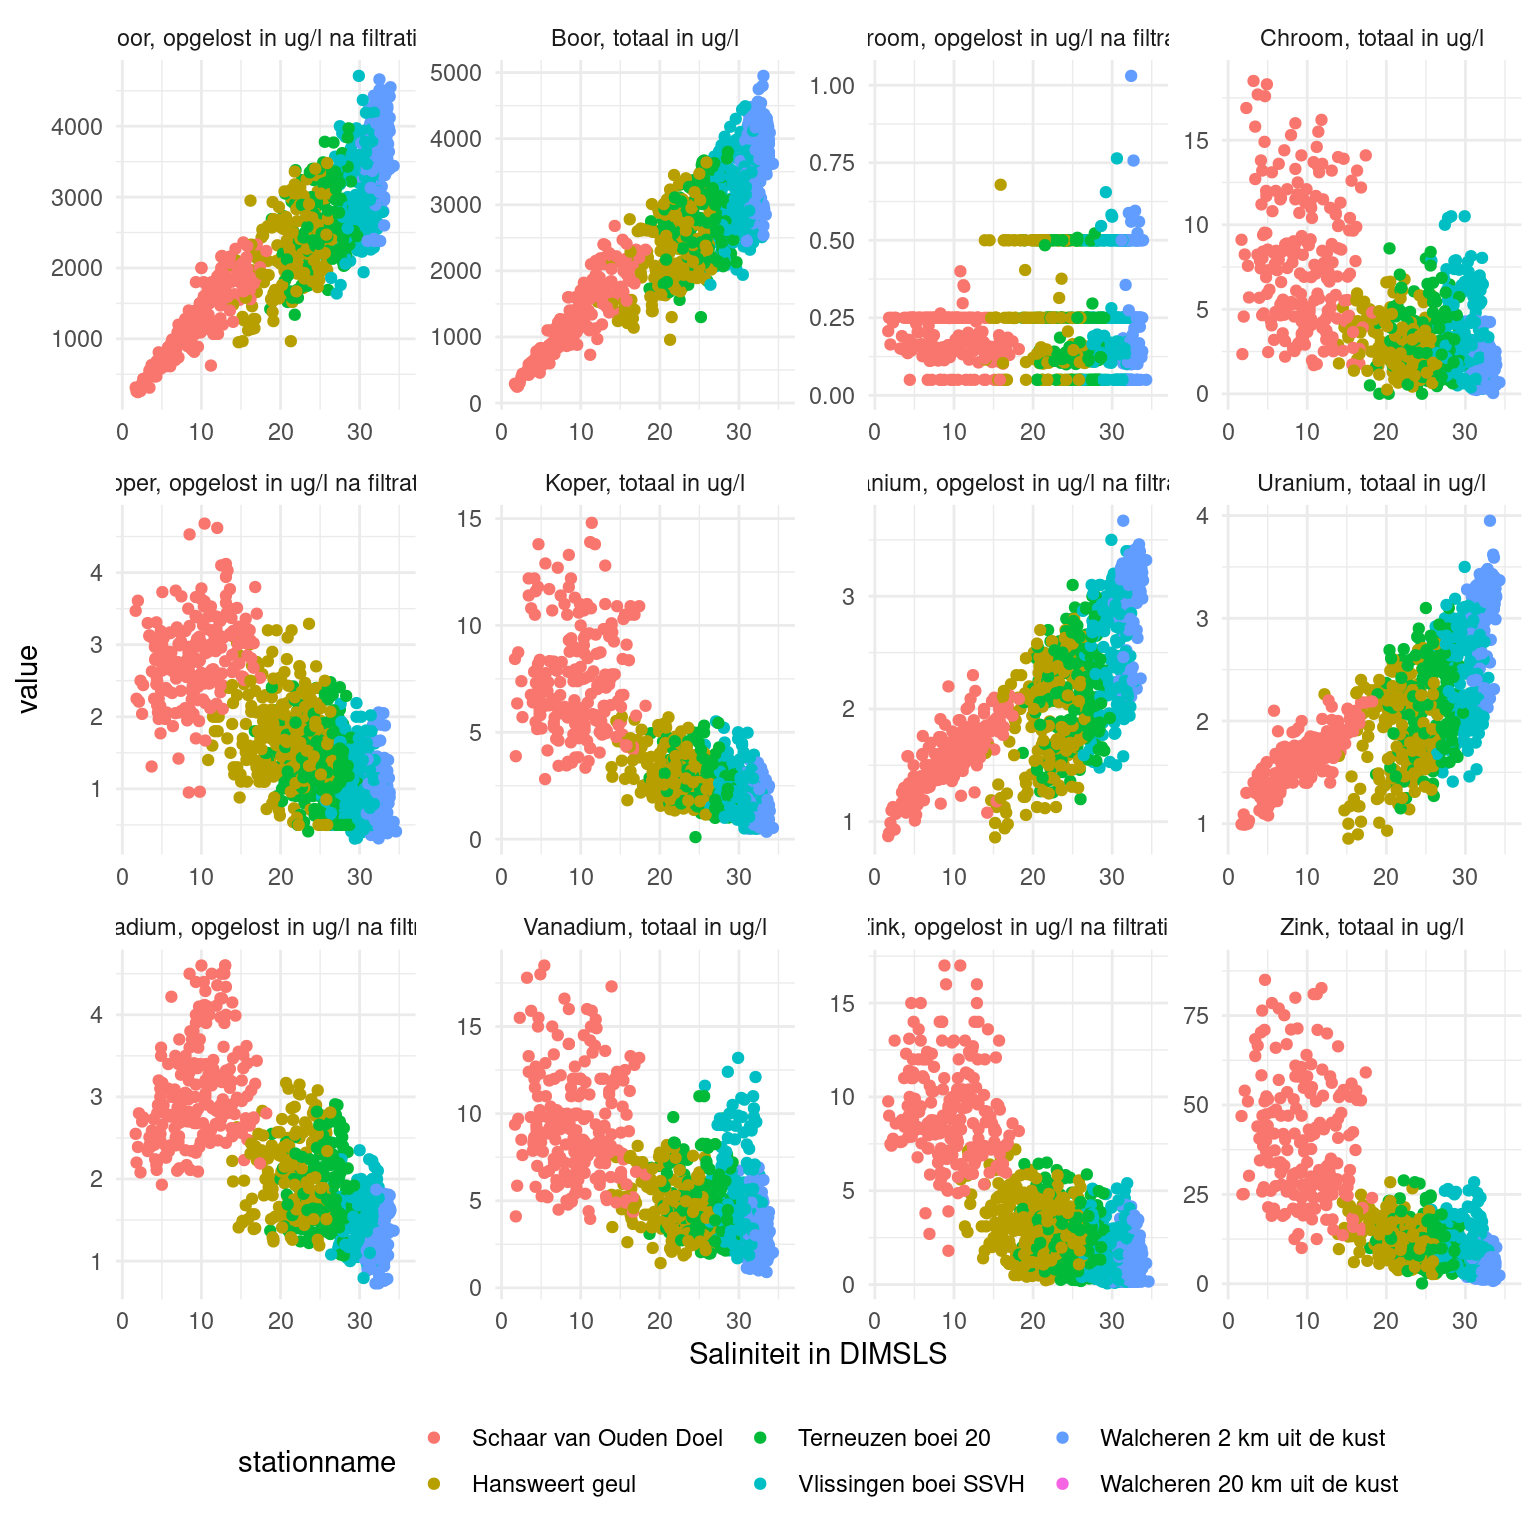 oor, opgelost in ug/l na filtrati
Boor, totaal in ug/l
room, opgelost in ug/l na filtra
Chroom, totaal in ug/l
4000
3000
2000
1000
0 10 20 30
5000
4000
3000
2000
1000
0
0 10 20 30
1.00
0.75
0.50
0.25
0.00
0 10 20 30
15
10
5
0
0 10 20 30
oper, opgelost in ug/l na filtrat
Koper, totaal in ug/l
anium, opgelost in ug/l na filtra
Uranium, totaal in ug/l
4
3
2
1
0 10 20 30
15
10
5
0
0 10 20 30
3
2
1
0 10 20 30
4
3
2
1
0 10 20 30
adium, opgelost in ug/l na filtr
Vanadium, totaal in ug/l
Zink, opgelost in ug/l na filtrati
Zink, totaal in ug/l
4
3
2
1
0 10 20 30
15
10
5
0
0 10 20 30
15
10
5
0
0 10 20 30
75
50
25
0
0 10 20 30
value
Saliniteit in DIMSLS
stationname
Schaar van Ouden Doel
Hansweert geul
Terneuzen boei 20
Vlissingen boei SSVH
Walcheren 2 km uit de kust
Walcheren 20 km uit de kust